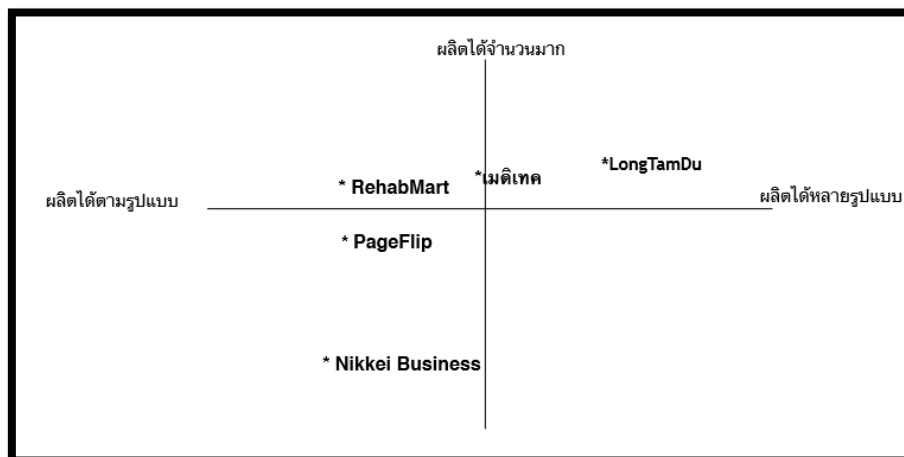 ผลิตได้จำนวนมาก
*LongTamDu
*เมดิเทค
* RehabMart
ผลิตได้ตามรูปแบบ
ผลิตได้หลายรูปแบบ
* PageFlip
* Nikkei Business